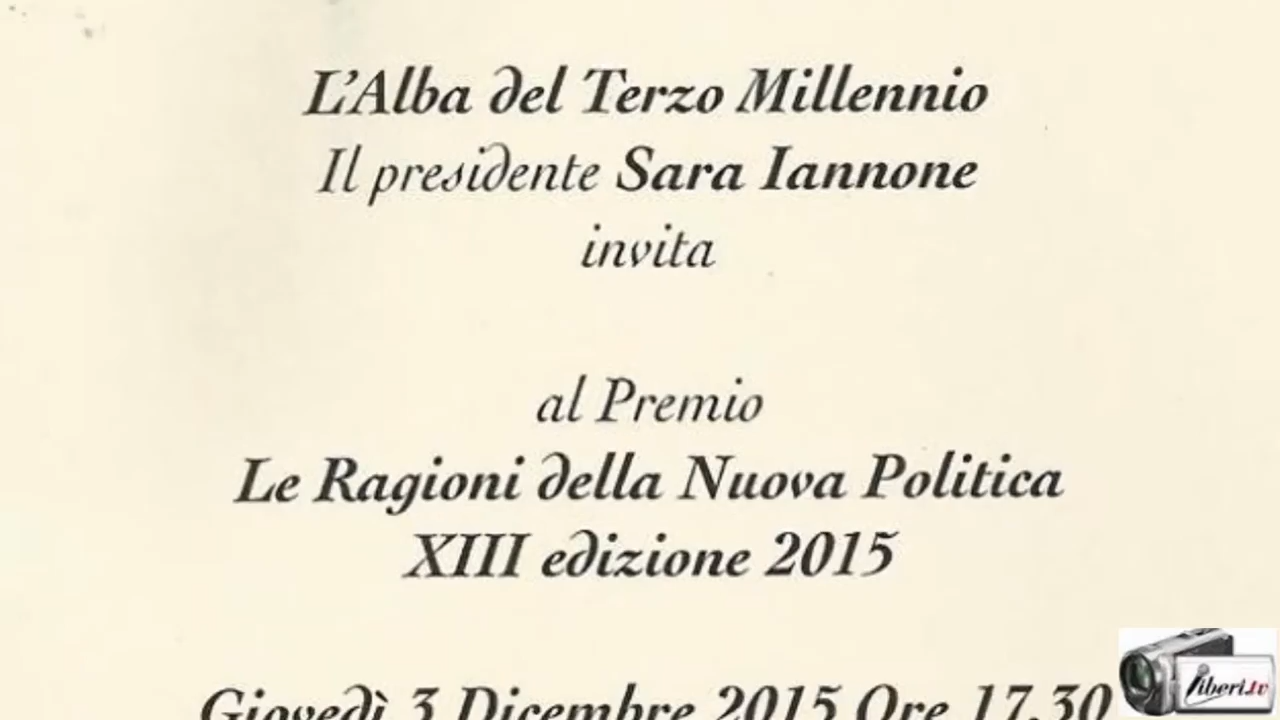 L'Alba del Terzo Millennio
Il presidente Sara Iannone
invita
al Premio
Le Ragioni della Nuova Politica
XIII edizione 2015
Giovedì 3 Dicembre 2015 Ore 17.30
liberi.tv